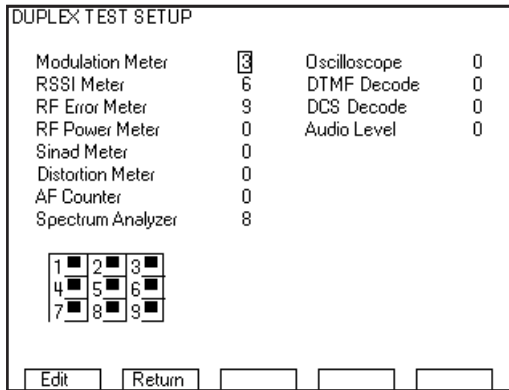 DUPLEX TEST SETUP
Modulation Meter 3 Oscilloscope 0
RSSI Meter 6 DTMF Decode 0
RF Error Meter 9 DCS Decode 0
RF Power Meter 0 Audio Level 0
Sinad Meter 0
Distortion Meter 0
AF Counter 0
Spectrum Analyzer 8
1 2 3
4 5 6
7 8 9
Edit Return